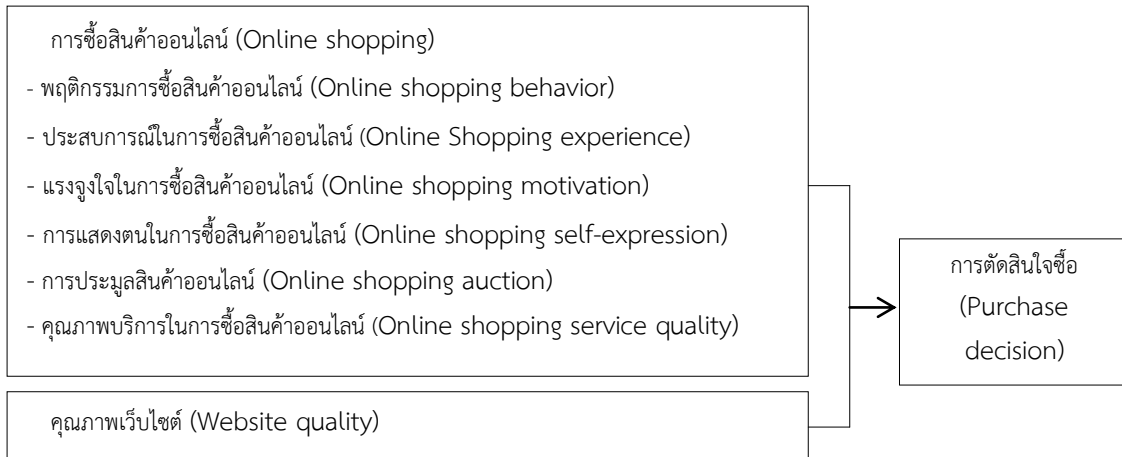 การซื้อสินค้าออนไลน์ (Online shopping)
- พฤติกรรมการซื้อสินค้าออนไลน์ (Online shopping behavior)
- ประสบการณ์ในการซื้อสินค้าออนไลน์ (Online Shopping experience)
- แรงจูงใจในการซื้อสินค้าออนไลน์ (Online shopping motivation)
- การแสดงตนในการซื้อสินค้าออนไลน์ (Online shopping self-expression)
- การประมูลสินค้าออนไลน์ (Online shopping auction)
- คุณภาพบริการในการซื้อสินค้าออนไลน์ (Online shopping service quality)
คุณภาพเว็บไซต์ (Website quality)
การตัดสินใจซื้อ
(Purchase
decision)